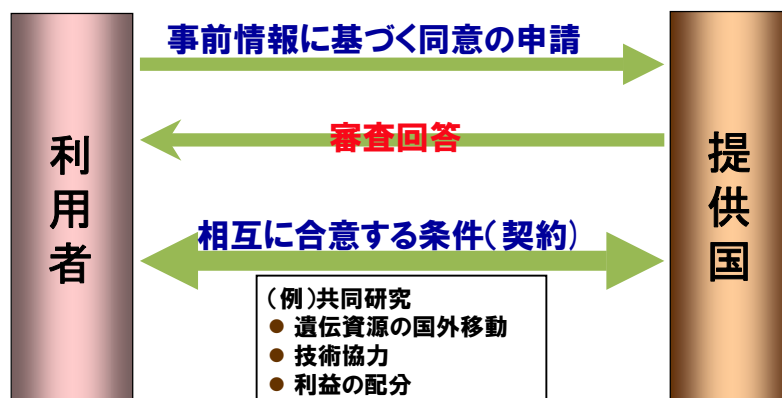 事前情報に基づく同意の申請
審査回答
利用者
提供国
相互に合意する条件(契約)
(例)共同研究
● 遺伝資源の国外移動
● 技術協力
● 利益の配分